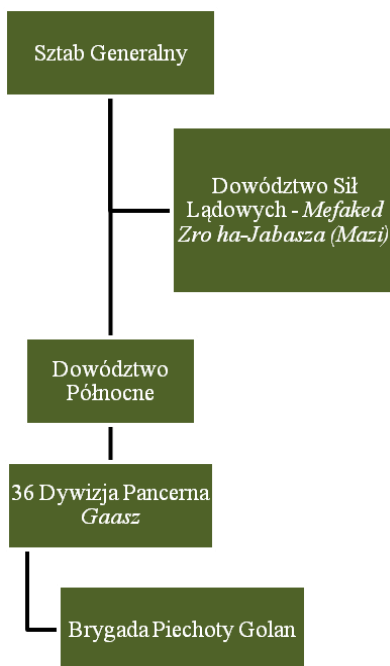 Sztab Generalny
Dowództwo Sił
Lądowych - Mefaked
Zro ha-Jabasza (Mazi)
Dowództwo
Północne
36 Dywizja Pancerna
Gaasz
Brygada Piechoty Golan